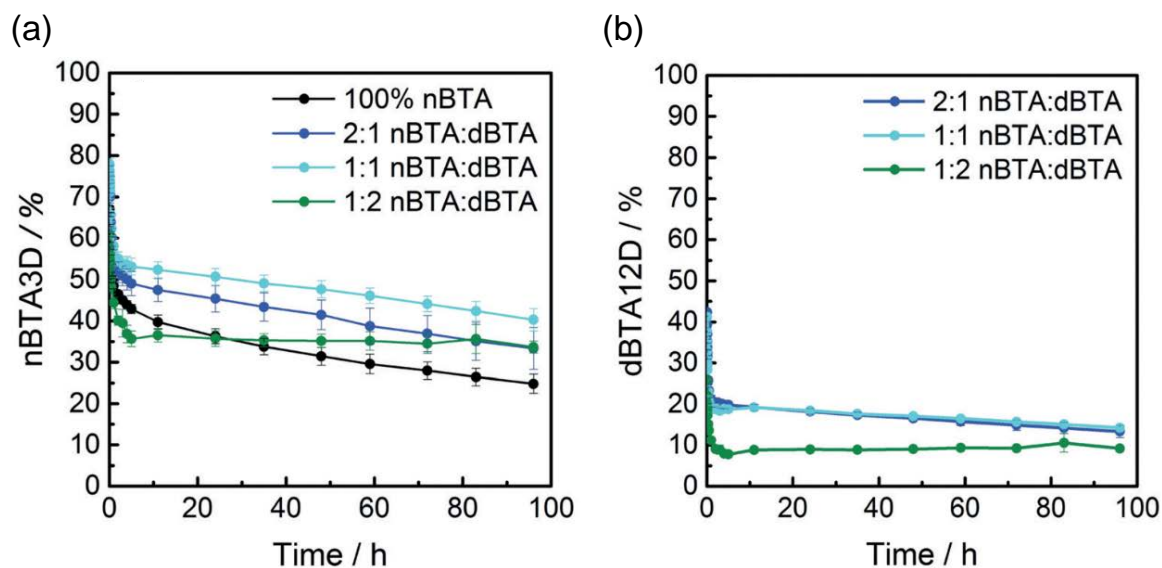 (a)
100
90
80
70
60
50
40
30
20
10
0
nBTA3D / %
100% nBTA
2:1 nBTA:dBTA
1:1 nBTA:dBTA
1:2 nBTA:dBTA
0 20 40 60 80 100
Time / h
(b)
100
90
80
70
60
50
40
30
20
10
0
dBTA12D / %
2:1 nBTA:dBTA
1:1 nBTA:dBTA
1:2 nBTA:dBTA
0 20 40 60 80 100
Time / h